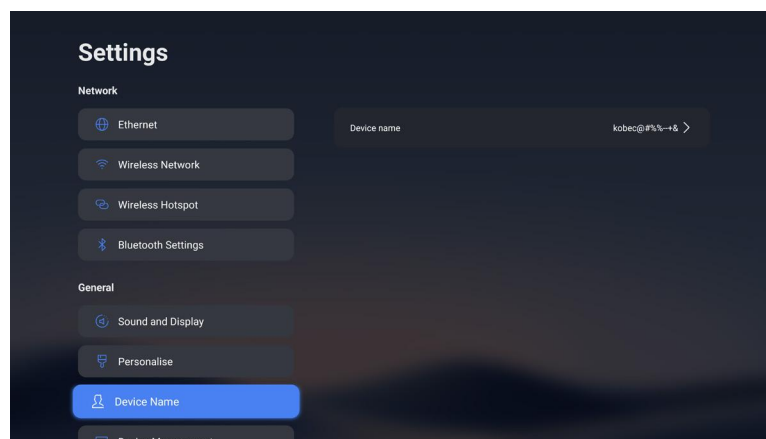 Settings
Network
Ethernet
Device name
kobec@#%%--+&
Wireless Network
Wireless Hotspot
Bluetooth Settings
General
Sound and Display
Personalise
Device Name